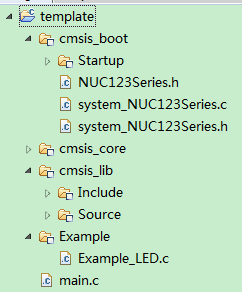 template
cmsis_boot
Startup
NUC123Series.h
system_NUC123Series.c
system_NUC123Series.h
cmsis_core
cmsis_lib
Include
Source
Example
Example_LED.c
main.c